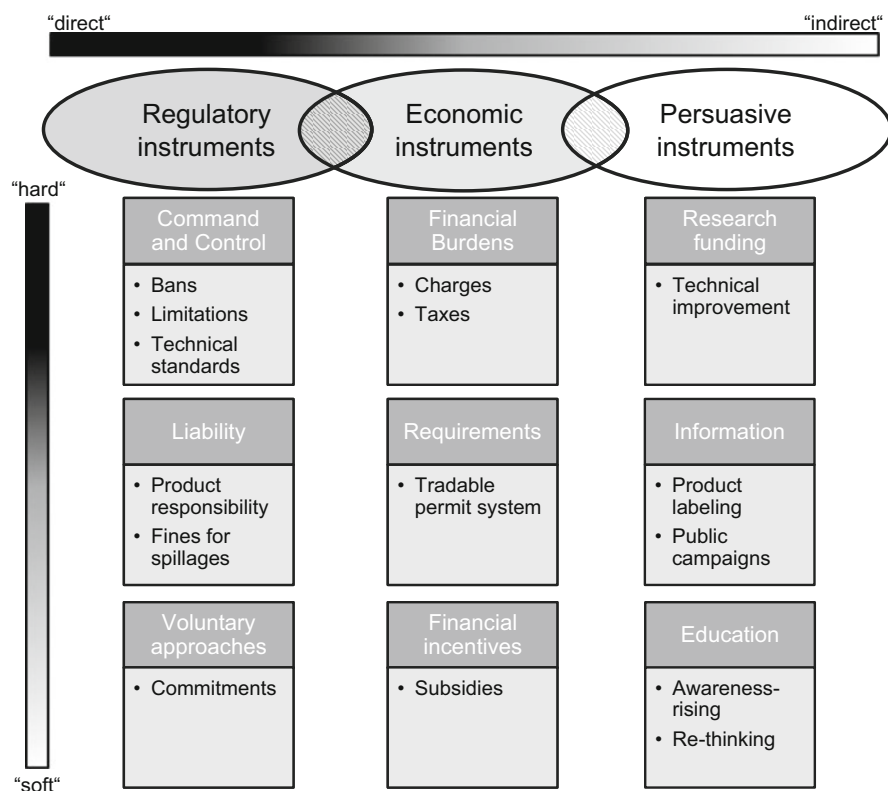 “direct“
“indirect“
Regulatory
instruments
Economic
instruments
Persuasive
instruments
“hard“
Command
and Control
• Bans
• Limitations
• Technical
standards
Financial
Burdens
• Charges
• Taxes
Research
funding
• Technical
improvement
Liability
• Product
responsibility
• Fines for
spillages
Requirements
• Tradable
permit system
Information
• Product
labeling
• Public
campaigns
Voluntary
approaches
• Commitments
Financial
incentives
• Subsidies
Education
• Awareness-
rising
• Re-thinking
“soft“